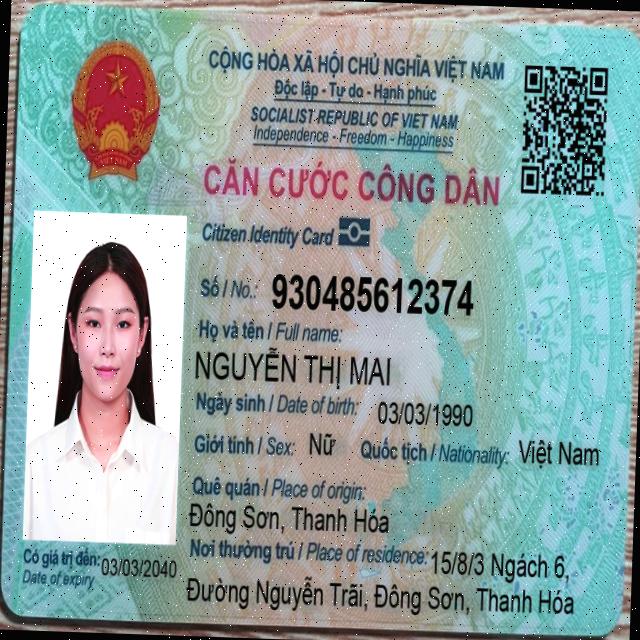 CỘNG HÒA XÃ HỘI CHỦ NGHĨA VIỆT NAM
Độc lập - Tự do - Hạnh phúc
SOCIALIST REPUBLIC OF VIET NAM
Independence - Freedom - Happiness
CĂN CƯỚC CÔNG DÂN
Citizen Identity Card
Số / No.: 930485612374
Họ và tên / Full name:
NGUYỄN THỊ MAI
Ngày sinh / Date of birth: 03/03/1990
Giới tính / Sex: Nữ Quốc tịch / Nationality: Việt Nam
Quê quán / Place of origin:
Đông Sơn, Thanh Hóa
Nơi thường trú / Place of residence: 15/8/3 Ngách 6,
Đường Nguyễn Trãi, Đông Sơn, Thanh Hóa
Có giá trị đến: 03/03/2040
Date of expiry